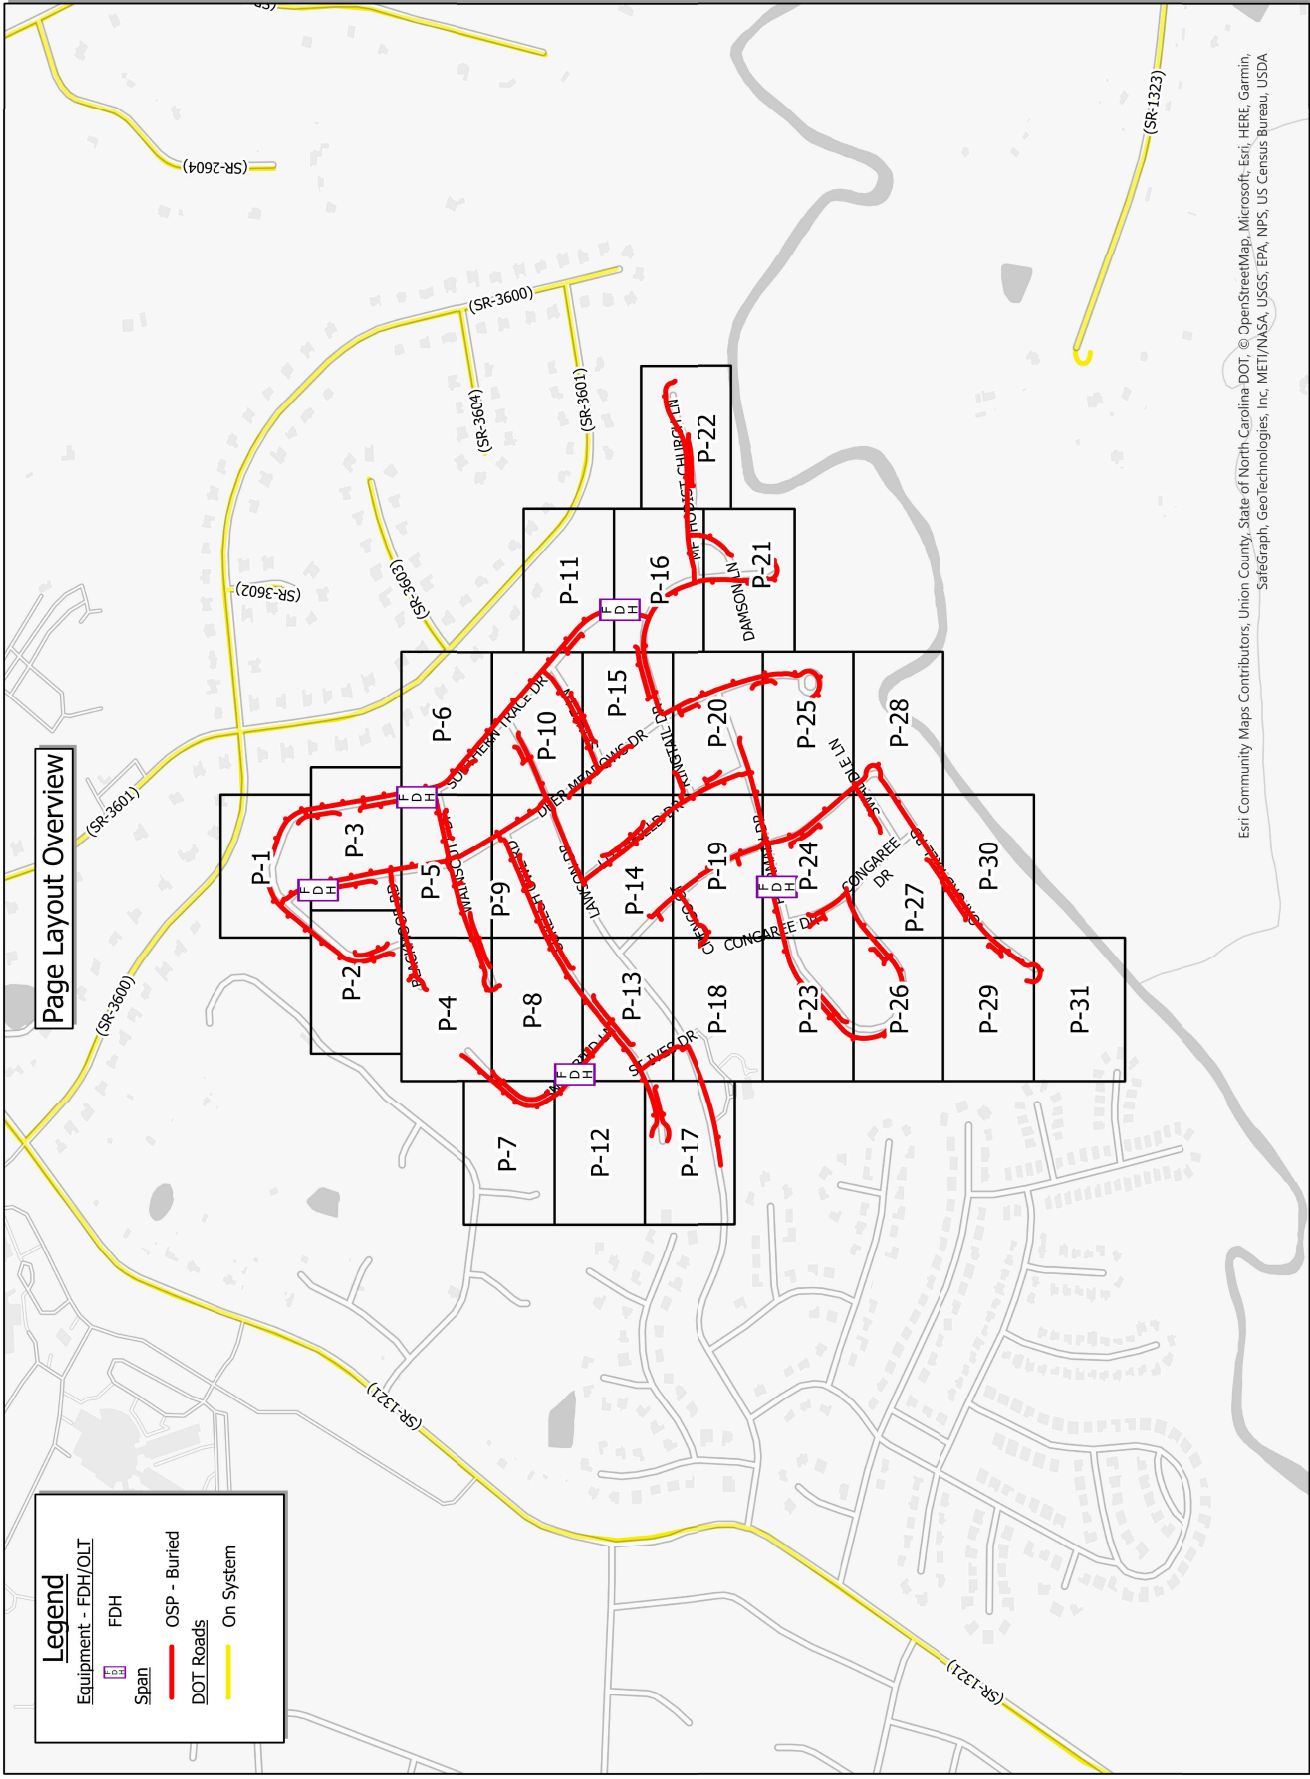 Page Layout Overview
Legend
Equipment - FDH/OLT
FDH
FDH
Span
OSP - Buried
DOT Roads
On System
(SR-2604)
(SR-1323)
(SR-3600)
(SR-3604)
(SR-3601)
(SR-3602)
(SR-3603)
(SR-3601)
(SR-3600)
(SR-1321)
(SR-1321)
P-1
P-2
P-3
P-4
P-5
P-6
P-7
P-8
P-9
P-10
P-11
P-12
P-13
P-14
P-15
P-16
P-17
P-18
P-19
P-20
P-21
P-22
P-23
P-24
P-25
P-26
P-27
P-28
P-29
P-30
P-31
FDH
FDH
FDH
FDH
FDH
SOUTHERN TRACE DR
DEER MEADOWS DR
LAWSON DR
DAMSON LN
CONGAREE DR
CONGAREE
DR
Esri Community Maps Contributors, Union County, State of North Carolina DOT, © OpenStreetMap, Microsoft, Esri, HERE, Garmin,
SafeGraph, GeoTechnologies, Inc, METI/NASA, USGS, EPA, NPS, US Census Bureau, USDA